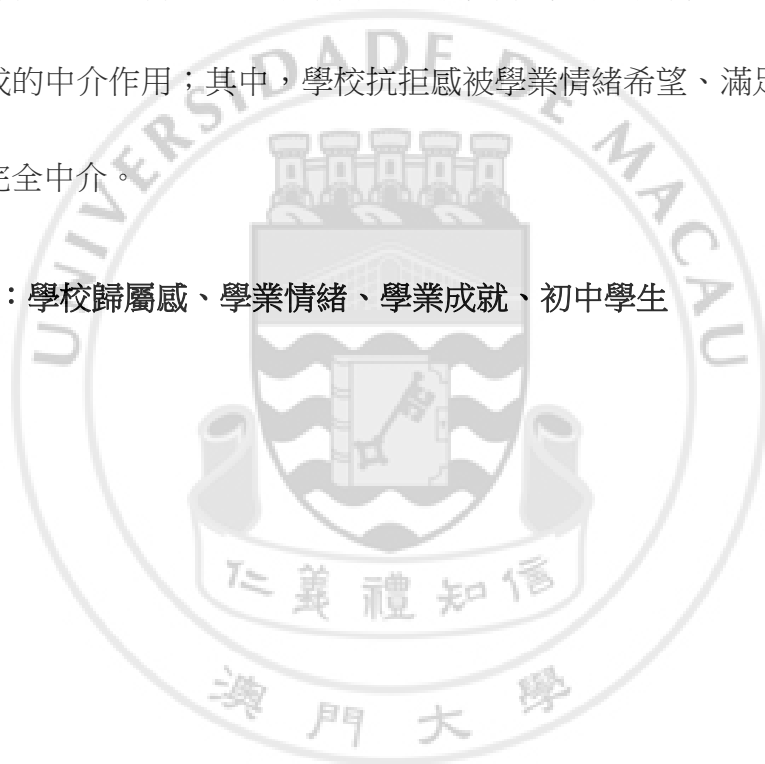 成的中介作用；其中，學校抗拒感被學業情緒希望、滿足
完全中介。
：學校歸屬感、學業情緒、學業成就、初中學生
UNIVERSIDADE DE MACAU
仁義禮知信
澳門大學